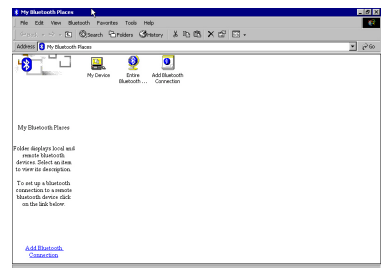 My Bluetooth Places
File Edit View Bluetooth Favorites Tools Help
Search Folders History
Address My Bluetooth Places Go
My Device Entire Bluetooth ... Add Bluetooth Connection
My Bluetooth Places
Folder displays local and
remote bluetooth
devices. Select an item
to view its description.
To set up a bluetooth
connection to a remote
bluetooth device click
on the link below.
Add Bluetooth
Connection